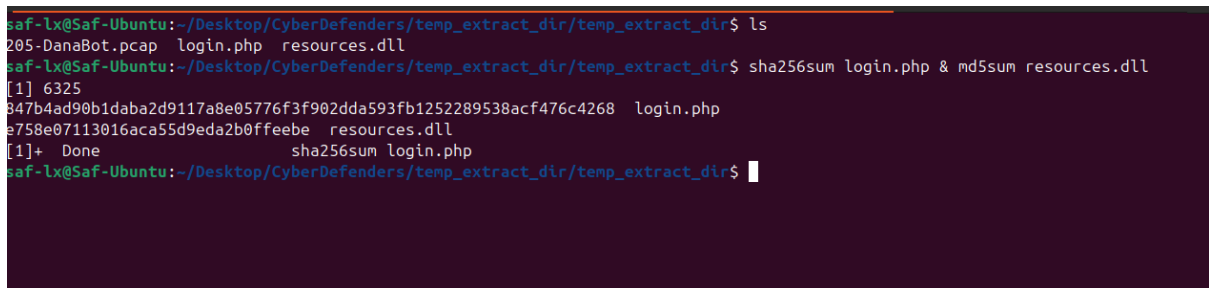 saf-lx@Saf-Ubuntu:~/Desktop/CyberDefenders/temp_extract_dir/temp_extract_dir$ ls
205-DanaBot.pcap  login.php  resources.dll
saf-lx@Saf-Ubuntu:~/Desktop/CyberDefenders/temp_extract_dir/temp_extract_dir$ sha256sum login.php & md5sum resources.dll
[1] 6325
847b4ad90b1daba2d9117a8e05776f3f902dda593fb1252289538acf476c4268  login.php
e758e07113016aca55d9eda2b0ffeebe  resources.dll
[1]+  Done                    sha256sum login.php
saf-lx@Saf-Ubuntu:~/Desktop/CyberDefenders/temp_extract_dir/temp_extract_dir$